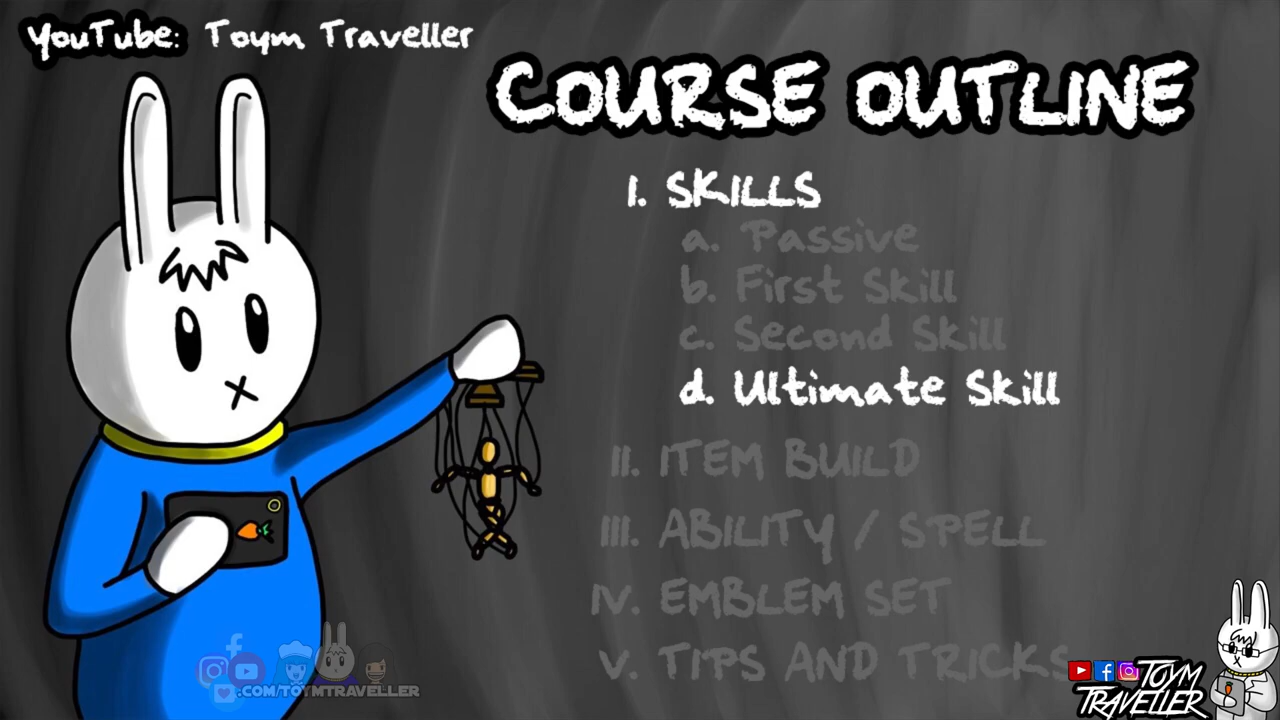 YouTube: Toym Traveller
COURSE OUTLINE
I. SKILLS
a. Passive
b. First Skill
c. Second Skill
d. Ultimate Skill
II. ITEM BUILD
III. ABILITY / SPELL
IV. EMBLEM SET
V. TIPS AND TRICKS
.COM/TOYMTRAVELLER
TOYM
TRAVELLER